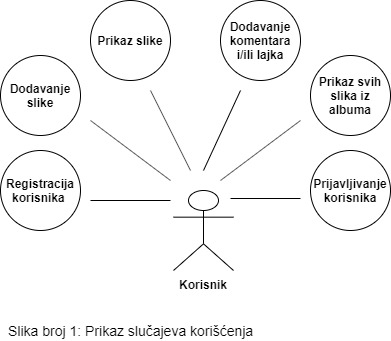 Prikaz slike
Dodavanje
komentara
i/ili lajka
Dodavanje
slike
Prikaz svih
slika iz
albuma
Registracija
korisnika
Prijavljivanje
korisnika
Korisnik
Slika broj 1: Prikaz slučajeva korišćenja